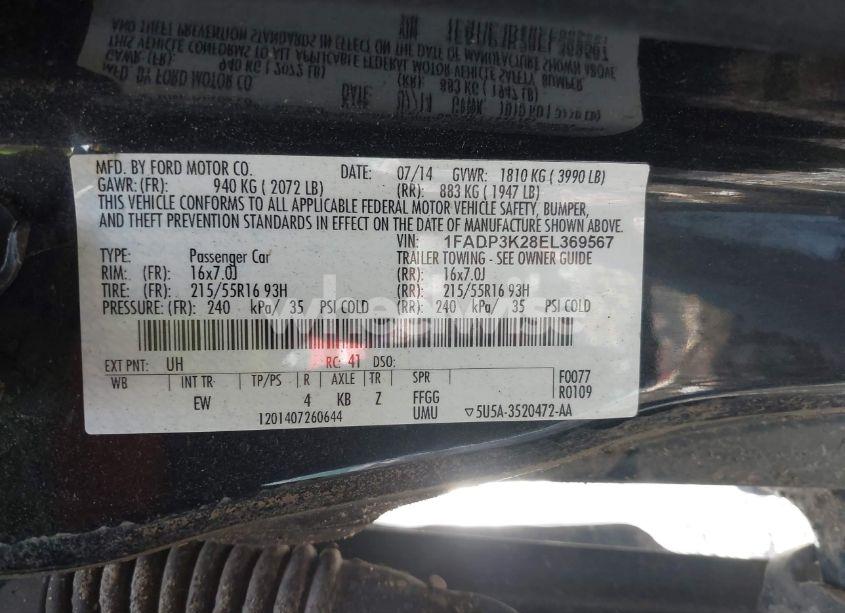 MFD. BY FORD MOTOR CO. DATE: 07/14 GVWR: 1810 KG ( 3990 LB)
GAWR: (FR): 940 KG ( 2072 LB) (RR): 883 KG ( 1947 LB)
THIS VEHICLE CONFORMS TO ALL APPLICABLE FEDERAL MOTOR VEHICLE SAFETY, BUMPER,
AND THEFT PREVENTION STANDARDS IN EFFECT ON THE DATE OF MANUFACTURE SHOWN ABOVE.
VIN: 1FADP3K28EL369567
TYPE: Passenger Car TRAILER TOWING - SEE OWNER GUIDE
RIM: (FR): 16x7.0J (RR): 16x7.0J
TIRE: (FR): 215/55R16 93H (RR): 215/55R16 93H
PRESSURE: (FR): 240 kPa/ 35 PSI COLD (RR): 240 kPa/ 35 PSI COLD
EXT PNT: UH RC: 41 DSO:
WB INT TR TP/PS R AXLE TR SPR F0077
EW 4 KB Z FFGG R0109
1201407260644 UMU ▽5U5A-3520472-AA